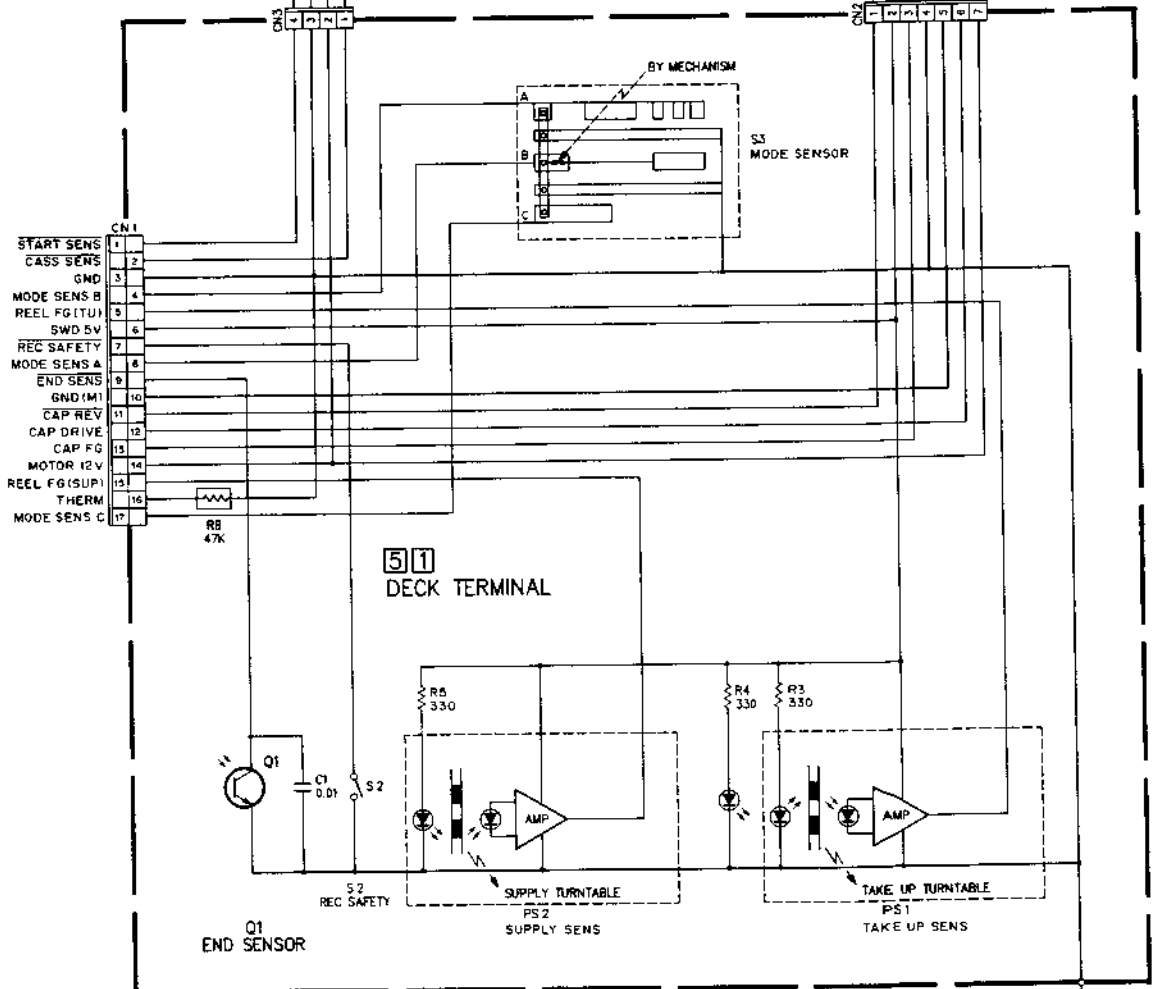 CN3
4 3 2 1
CN2
1 2 3 4 5 6 7
BY MECHANISM
A
B
C
S3
MODE SENSOR
CN1
START SENS 1
CASS SENS 2
GND 3
MODE SENS B 4
REEL FG(TU) 5
SWD 5V 6
REC SAFETY 7
MODE SENS A 8
END SENS 9
GND(M) 10
CAP REV 11
CAP DRIVE 12
CAP FG 13
MOTOR 12V 14
REEL FG(SUP) 15
THERM 16
MODE SENS C 17
R8
47K
5 1
DECK TERMINAL
R5
330
R4
330
R3
330
Q1
C1
0.01
S2
AMP
AMP
S2
REC SAFETY
SUPPLY TURNTABLE
TAKE UP TURNTABLE
PS2
SUPPLY SENS
PS1
TAKE UP SENS
Q1
END SENSOR